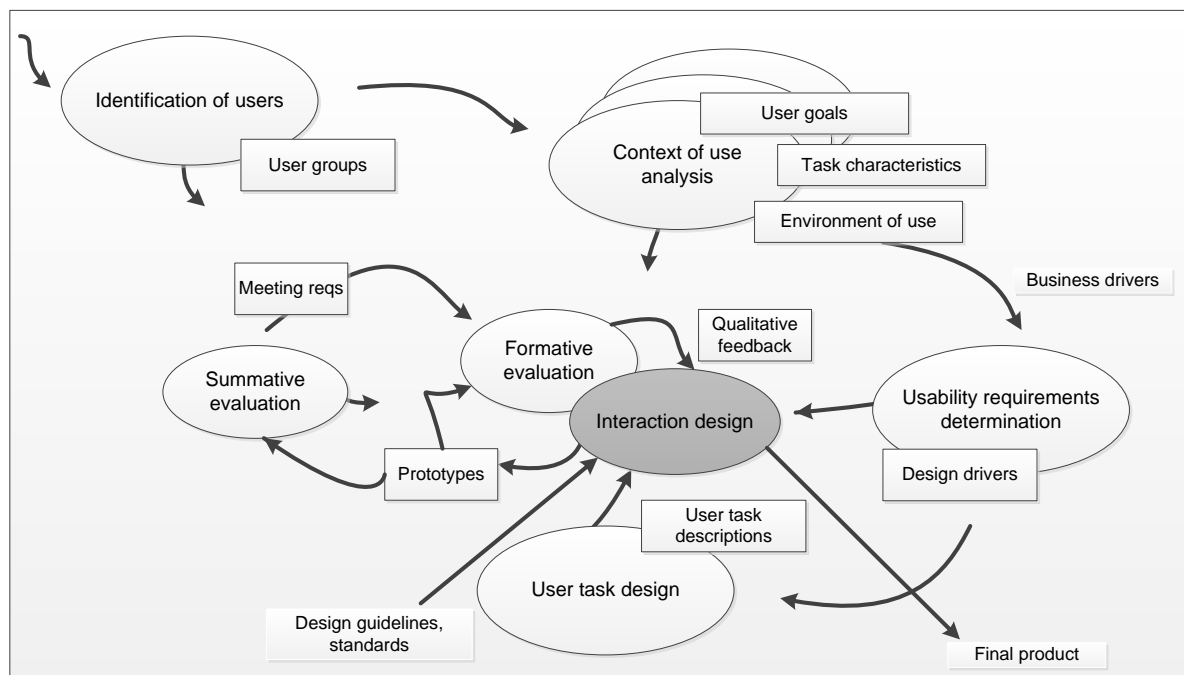 Identification of users
User groups
User goals
Context of use
analysis
Task characteristics
Environment of use
Business drivers
Meeting reqs
Qualitative
feedback
Formative
evaluation
Summative
evaluation
Interaction design
Usability requirements
determination
Prototypes
Design drivers
User task
descriptions
User task design
Design guidelines,
standards
Final product